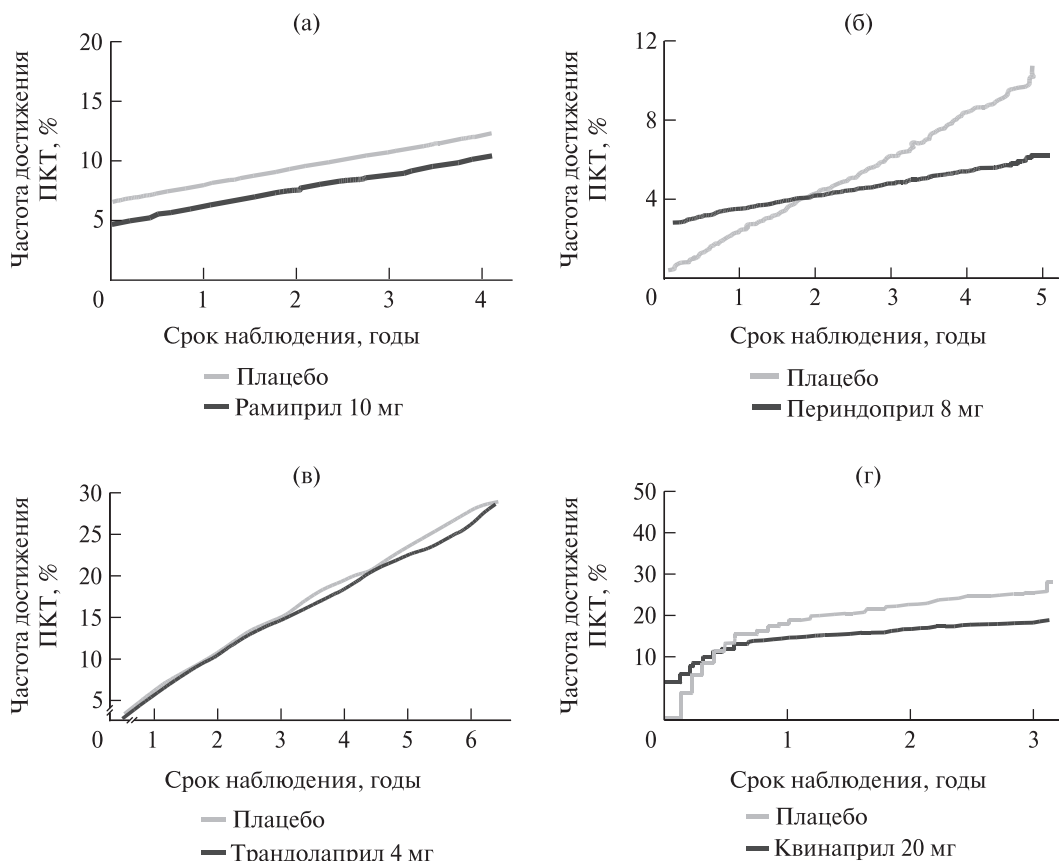 (а)
Частота достижения
ПКТ, %
20
15
10
5
0
1
2
3
4
Срок наблюдения, годы
Плацебо
Рамиприл 10 мг
(б)
Частота достижения
ПКТ, %
12
8
4
0
1
2
3
4
5
Срок наблюдения, годы
Плацебо
Периндоприл 8 мг
(в)
Частота достижения
ПКТ, %
30
25
20
15
10
5
0
1
2
3
4
5
6
Срок наблюдения, годы
Плацебо
Трандолаприл 4 мг
(г)
Частота достижения
ПКТ, %
50
40
30
20
10
0
1
2
3
Срок наблюдения, годы
Плацебо
Квинаприл 20 мг